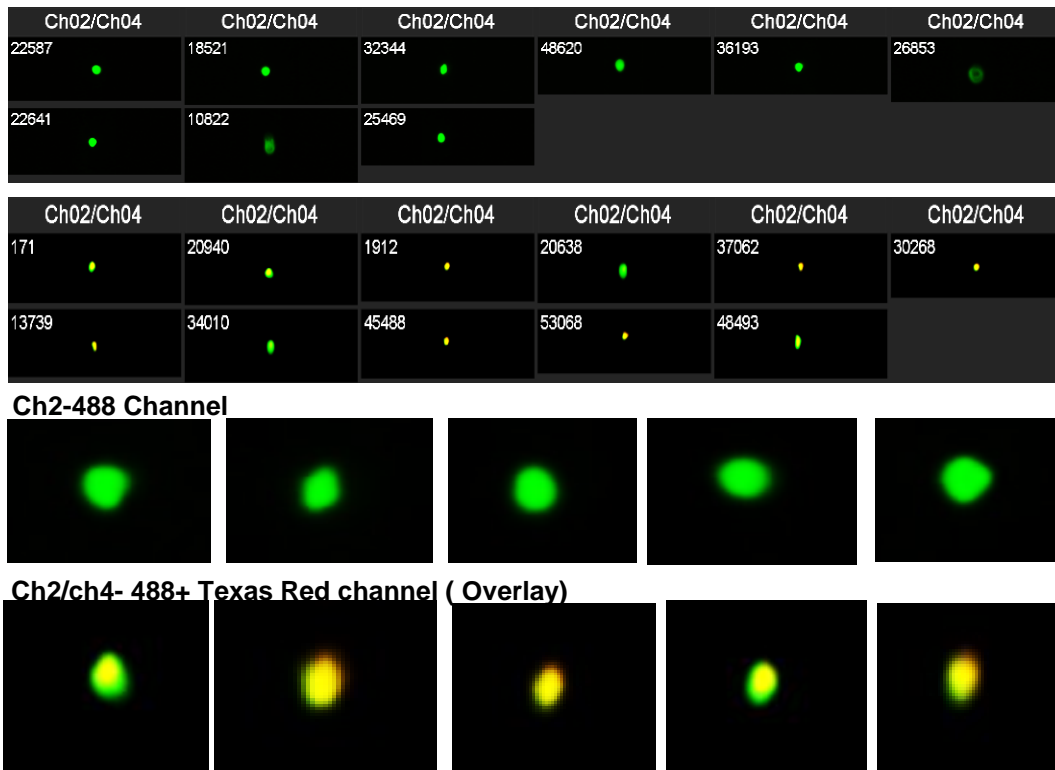 Ch02/Ch04 Ch02/Ch04 Ch02/Ch04 Ch02/Ch04 Ch02/Ch04 Ch02/Ch04
22587 18521 32344 48620 36193 26853
22641 10822 25469
Ch02/Ch04 Ch02/Ch04 Ch02/Ch04 Ch02/Ch04 Ch02/Ch04 Ch02/Ch04
171 20940 1912 20638 37062 30268
13739 34010 45488 53068 48493
Ch2-488 Channel
Ch2/ch4- 488+ Texas Red channel ( Overlay)